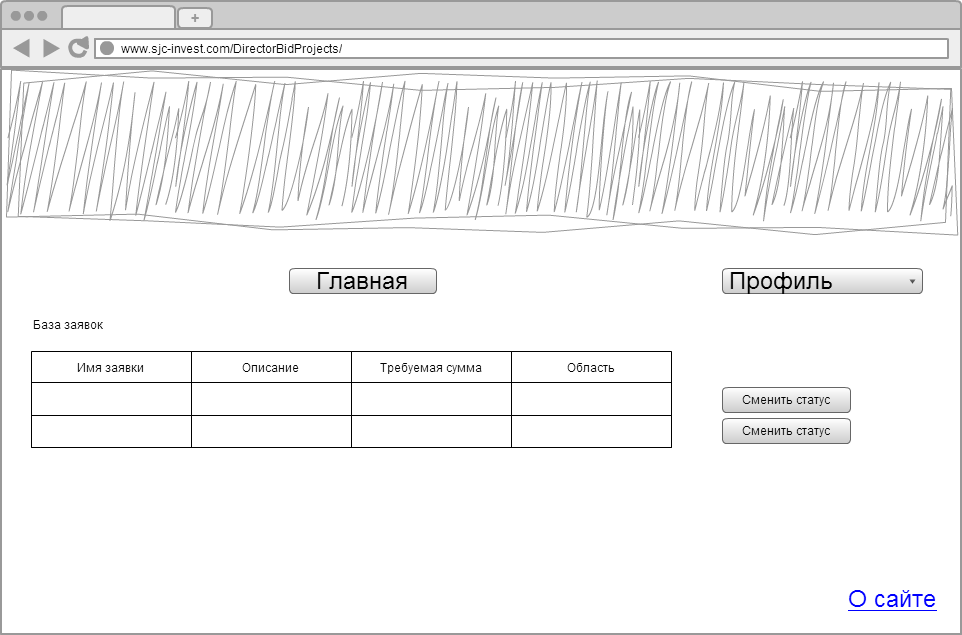 +
www.sjc-invest.com/DirectorBidProjects/
Главная Профиль
База заявок
Имя заявки Описание Требуемая сумма Область
Сменить статус
Сменить статус
О сайте